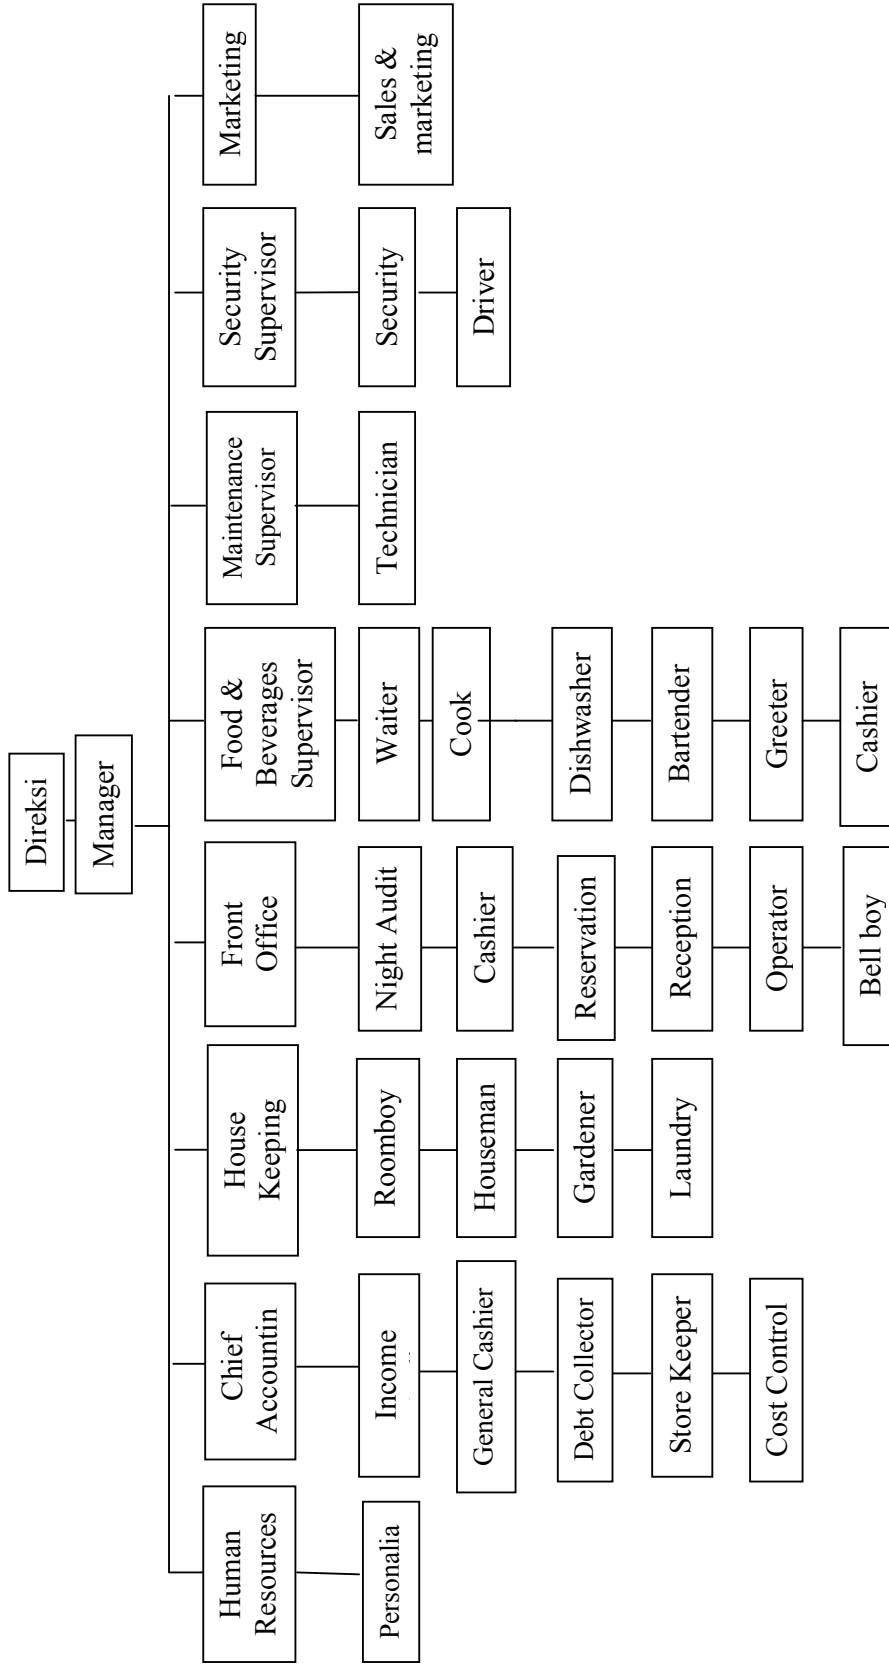 Direksi
Manager
Human
Resources
Chief
Accountin
House
Keeping
Front
Office
Food &
Beverages
Supervisor
Maintenance
Supervisor
Security
Supervisor
Marketing
Personalia
Income
Roomboy
Night Audit
Waiter
Technician
Security
Sales &
marketing
General Cashier
Houseman
Cashier
Cook
Driver
Debt Collector
Gardener
Reservation
Dishwasher
Store Keeper
Laundry
Reception
Bartender
Cost Control
Operator
Greeter
Bell boy
Cashier